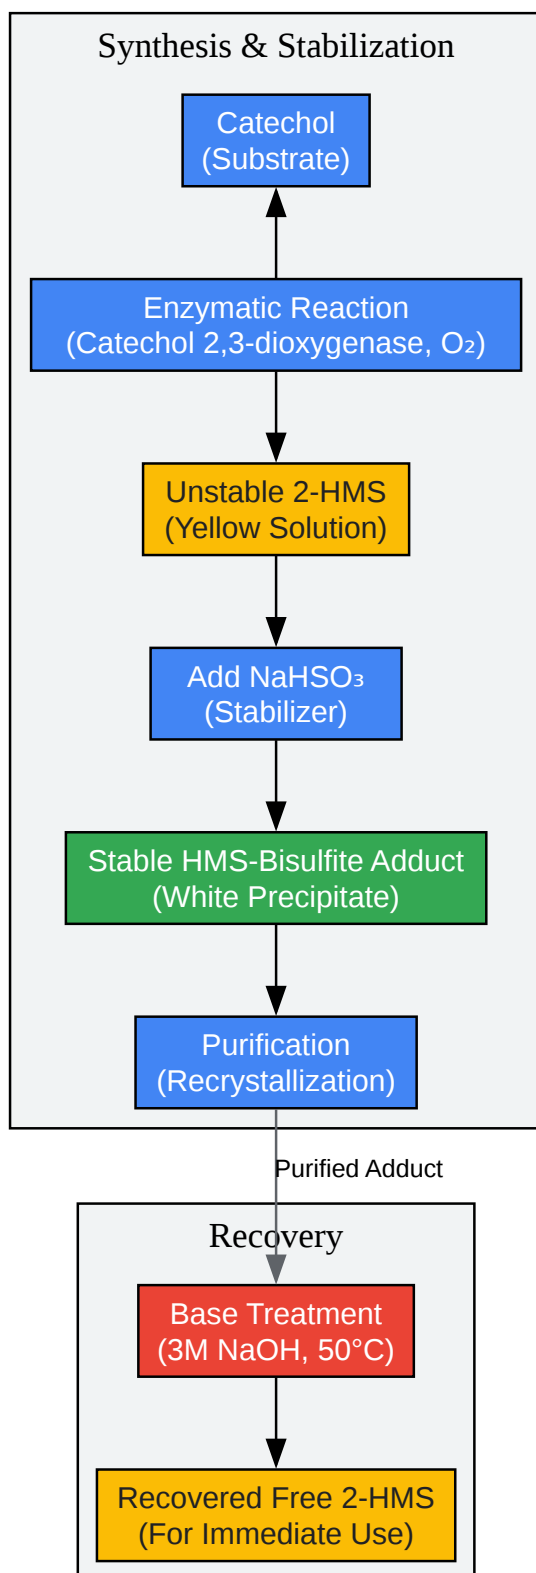 Synthesis & Stabilization
Catechol
(Substrate)
Enzymatic Reaction
(Catechol 2,3-dioxygenase, O₂)
Unstable 2-HMS
(Yellow Solution)
Add NaHSO₃
(Stabilizer)
Stable HMS-Bisulfite Adduct
(White Precipitate)
Purification
(Recrystallization)
Purified Adduct
Recovery
Base Treatment
(3M NaOH, 50°C)
Recovered Free 2-HMS
(For Immediate Use)